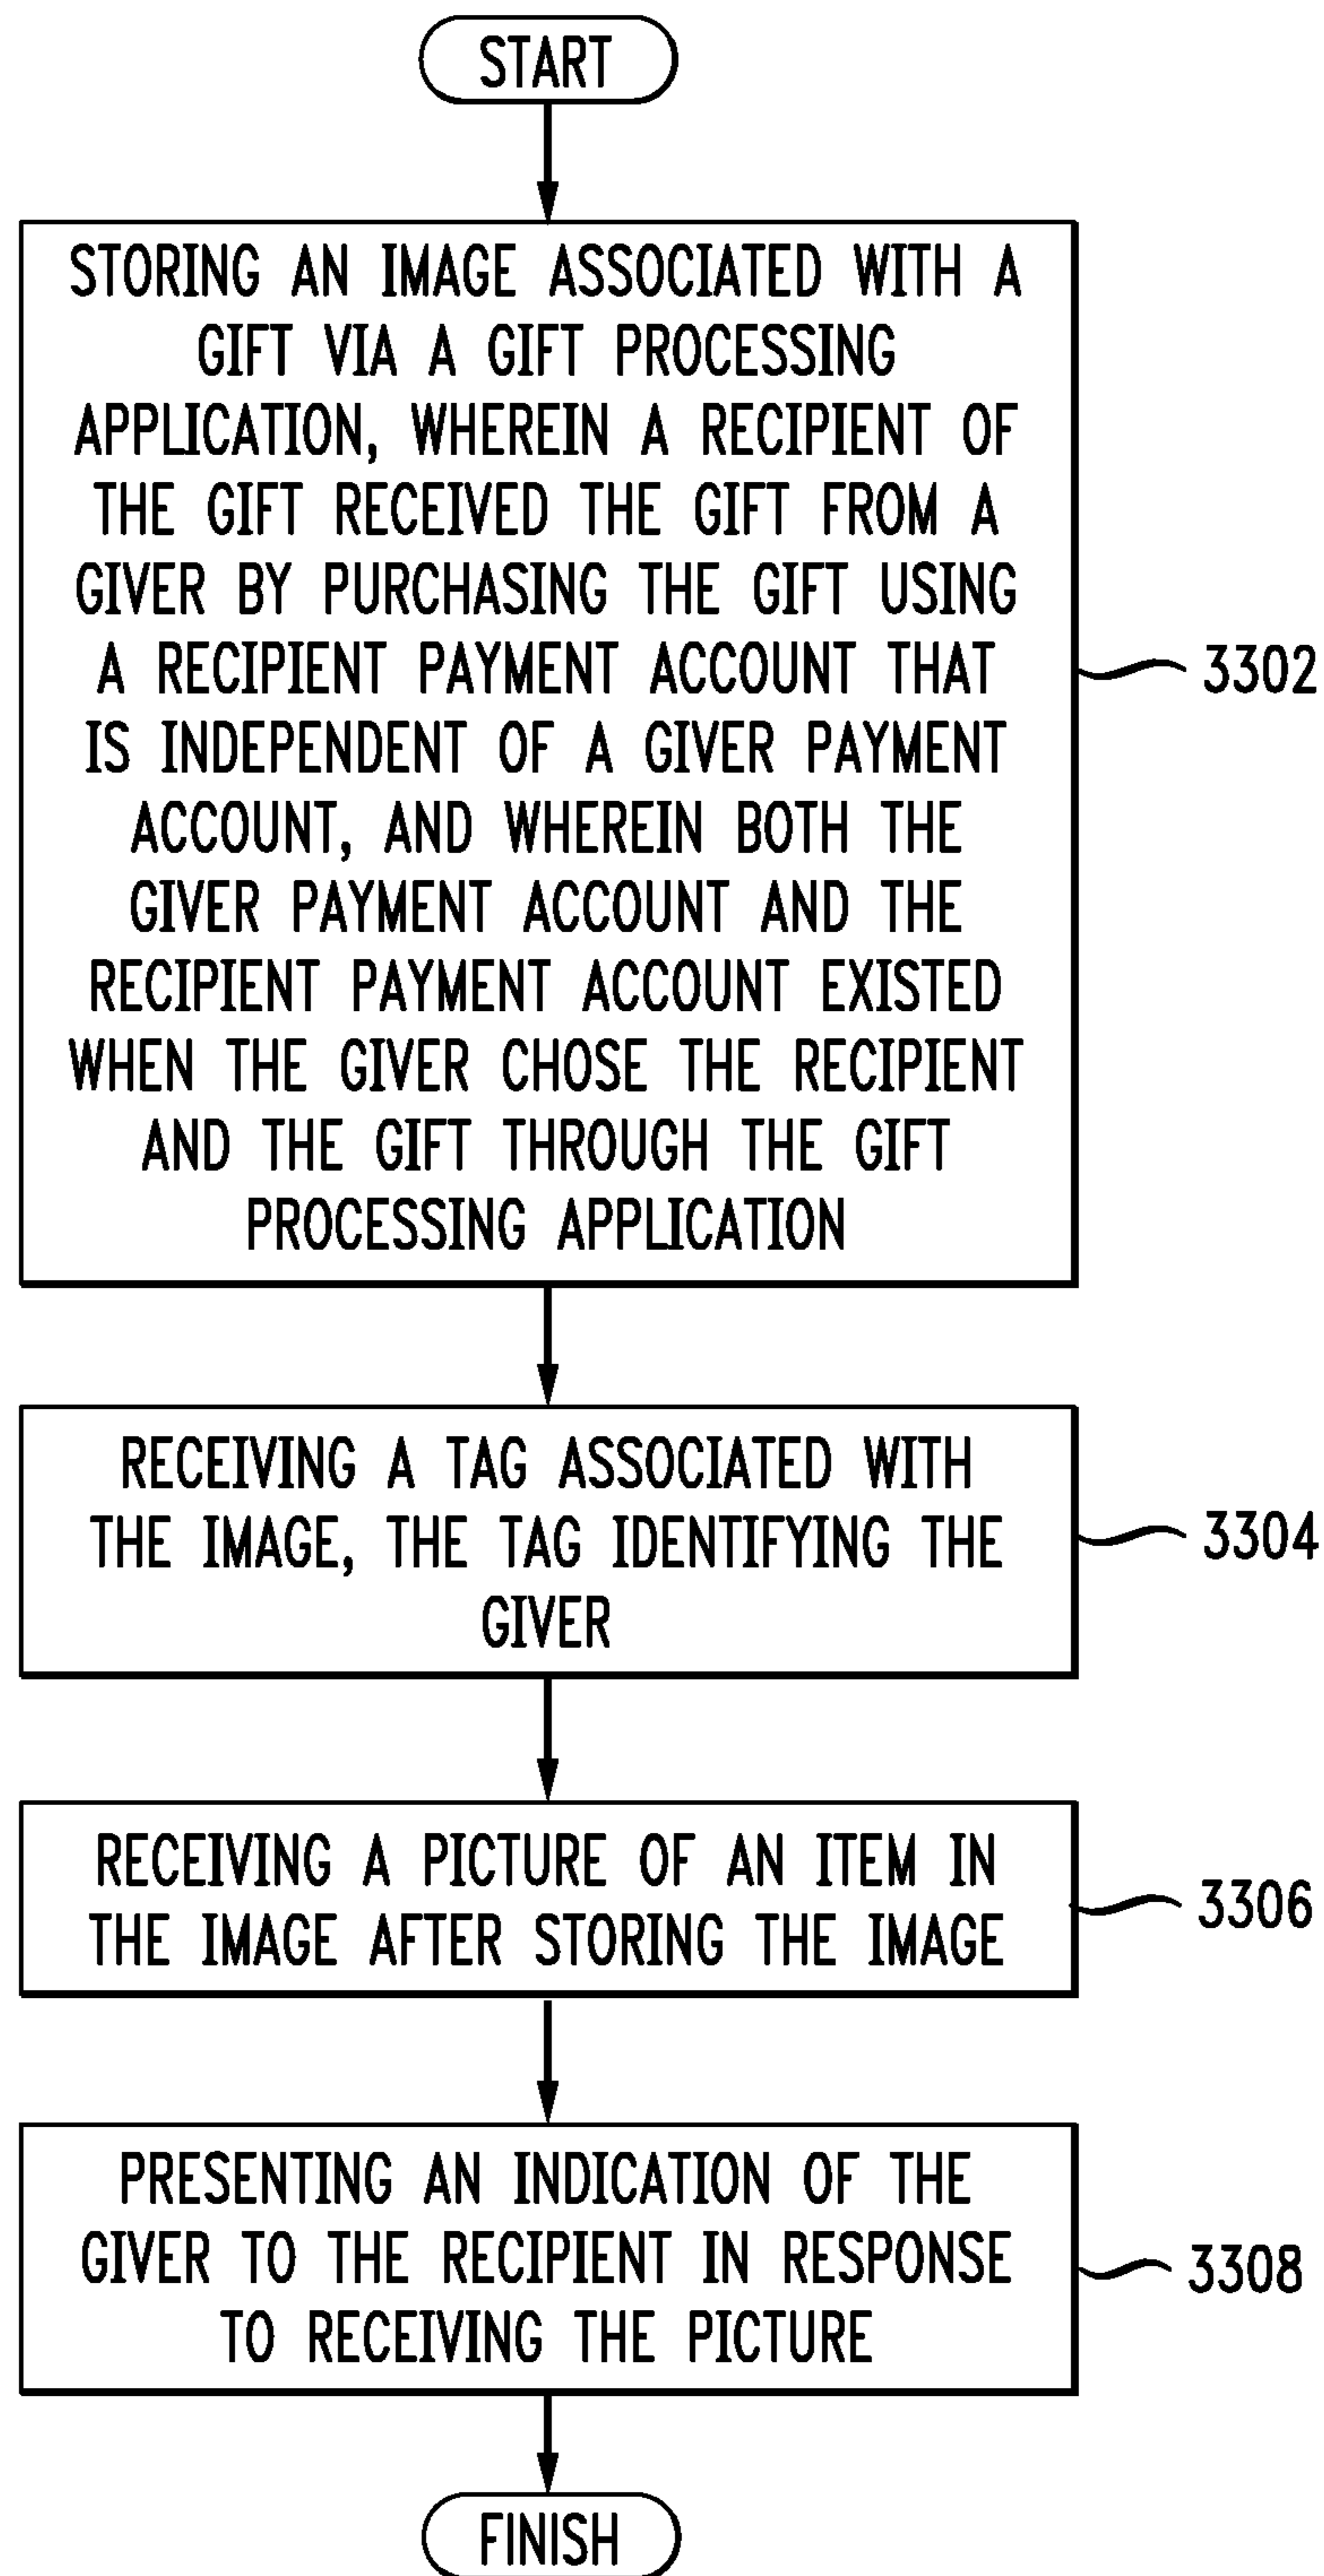 START
STORING AN IMAGE ASSOCIATED WITH A
GIFT VIA A GIFT PROCESSING
APPLICATION, WHEREIN A RECIPIENT OF
THE GIFT RECEIVED THE GIFT FROM A
GIVER BY PURCHASING THE GIFT USING
A RECIPIENT PAYMENT ACCOUNT THAT
IS INDEPENDENT OF A GIVER PAYMENT
ACCOUNT, AND WHEREIN BOTH THE
GIVER PAYMENT ACCOUNT AND THE
RECIPIENT PAYMENT ACCOUNT EXISTED
WHEN THE GIVER CHOSE THE RECIPIENT
AND THE GIFT THROUGH THE GIFT
PROCESSING APPLICATION
3302
RECEIVING A TAG ASSOCIATED WITH
THE IMAGE, THE TAG IDENTIFYING THE
GIVER
3304
RECEIVING A PICTURE OF AN ITEM IN
THE IMAGE AFTER STORING THE IMAGE
3306
PRESENTING AN INDICATION OF THE
GIVER TO THE RECIPIENT IN RESPONSE
TO RECEIVING THE PICTURE
3308
FINISH